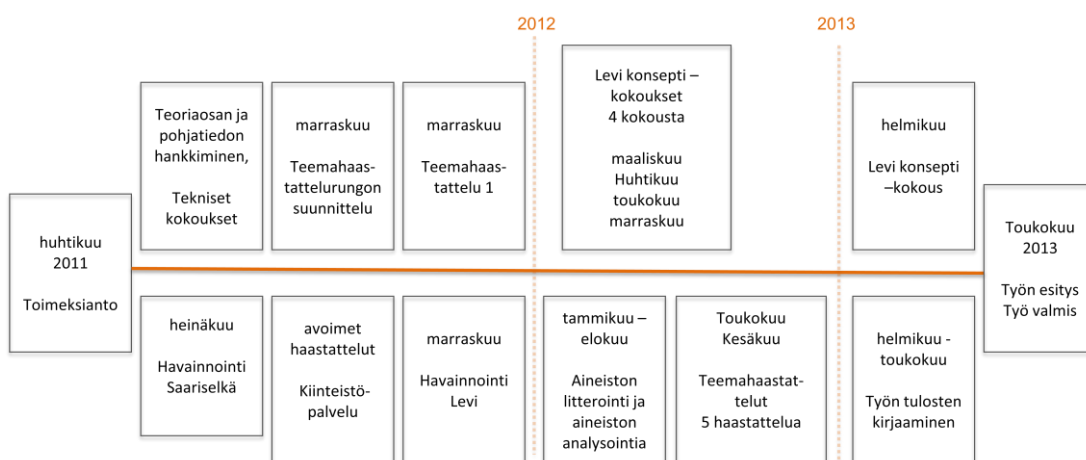 2012
2013
huhtikuu
2011
Toimeksianto
Teoriaosan ja
pohjatiedon
hankkiminen,
Tekniset
kokoukset
marraskuu
Teemahaas-
tattelurungon
suunnittelu
marraskuu
Teemahaas-
tattelu 1
Levi konsepti –
kokoukset
4 kokousta
maaliskuu
Huhtikuu
toukokuu
marraskuu
helmikuu
Levi konsepti
–kokous
heinäkuu
Havainnointi
Saariselkä
avoimet
haastattelut
Kiinteistö-
palvelu
marraskuu
Havainnointi
Levi
tammikuu –
elokuu
Aineiston
litterointi ja
aineiston
analysointia
Toukokuu
Kesäkuu
Teemahaastat-
telut
5 haastattelua
helmikuu -
toukokuu
Työn tulosten
kirjaaminen
Toukokuu
2013
Työn esitys
Työ valmis